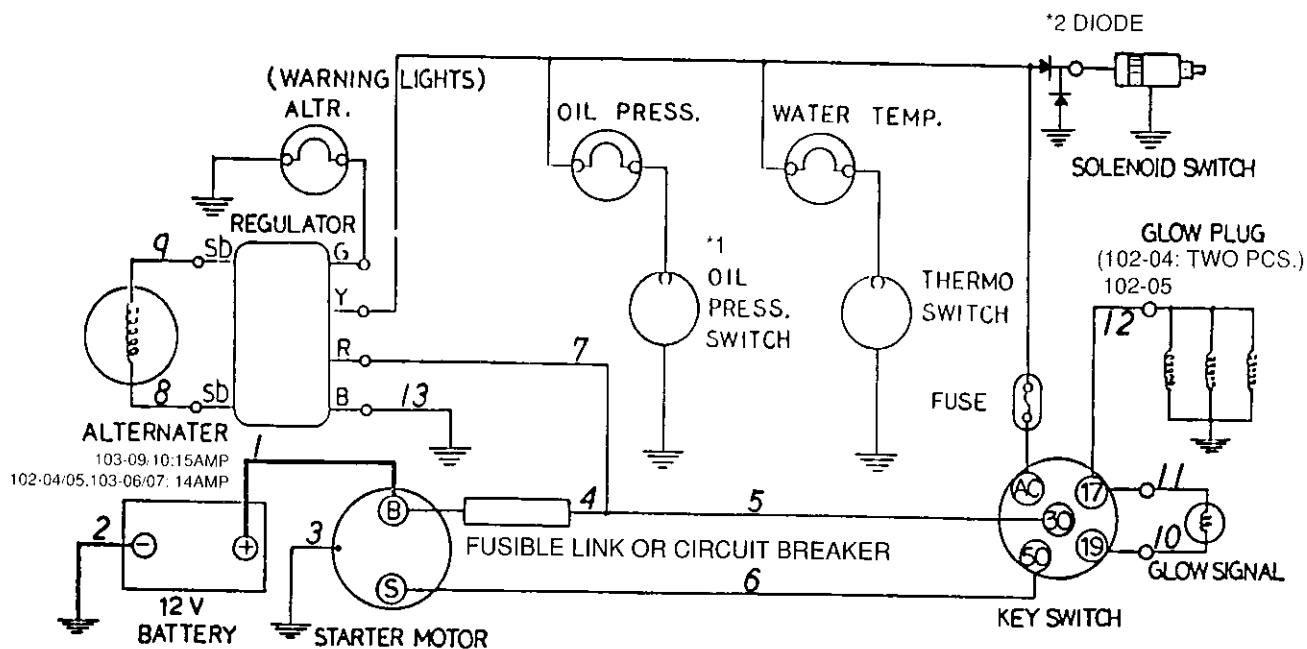 *2 DIODE
(WARNING LIGHTS)
ALTR.
OIL PRESS.
WATER TEMP.
SOLENOID SWITCH
REGULATOR
9
Sb
G
Y
R
B
8
Sb
7
13
*1
OIL
PRESS.
SWITCH
THERMO
SWITCH
GLOW PLUG
(102-04: TWO PCS.)
102-05
12
FUSE
ALTERNATER
103-09,10:15AMP
102-04/05.103-06/07: 14AMP
1
2
3
B
4
5
AC
17
30
50
19
11
10
FUSIBLE LINK OR CIRCUIT BREAKER
GLOW SIGNAL
S
6
12V
BATTERY
STARTER MOTOR
KEY SWITCH